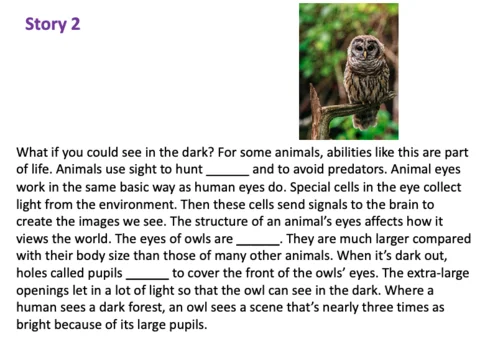 Story 2
What if you could see in the dark? For some animals, abilities like this are part
of life. Animals use sight to hunt ______ and to avoid predators. Animal eyes
work in the same basic way as human eyes do. Special cells in the eye collect
light from the environment. Then these cells send signals to the brain to
create the images we see. The structure of an animal's eyes affects how it
views the world. The eyes of owls are ______. They are much larger compared
with their body size than those of many other animals. When it's dark out,
holes called pupils ______ to cover the front of the owls' eyes. The extra-large
openings let in a lot of light so that the owl can see in the dark. Where a
human sees a dark forest, an owl sees a scene that's nearly three times as
bright because of its large pupils.